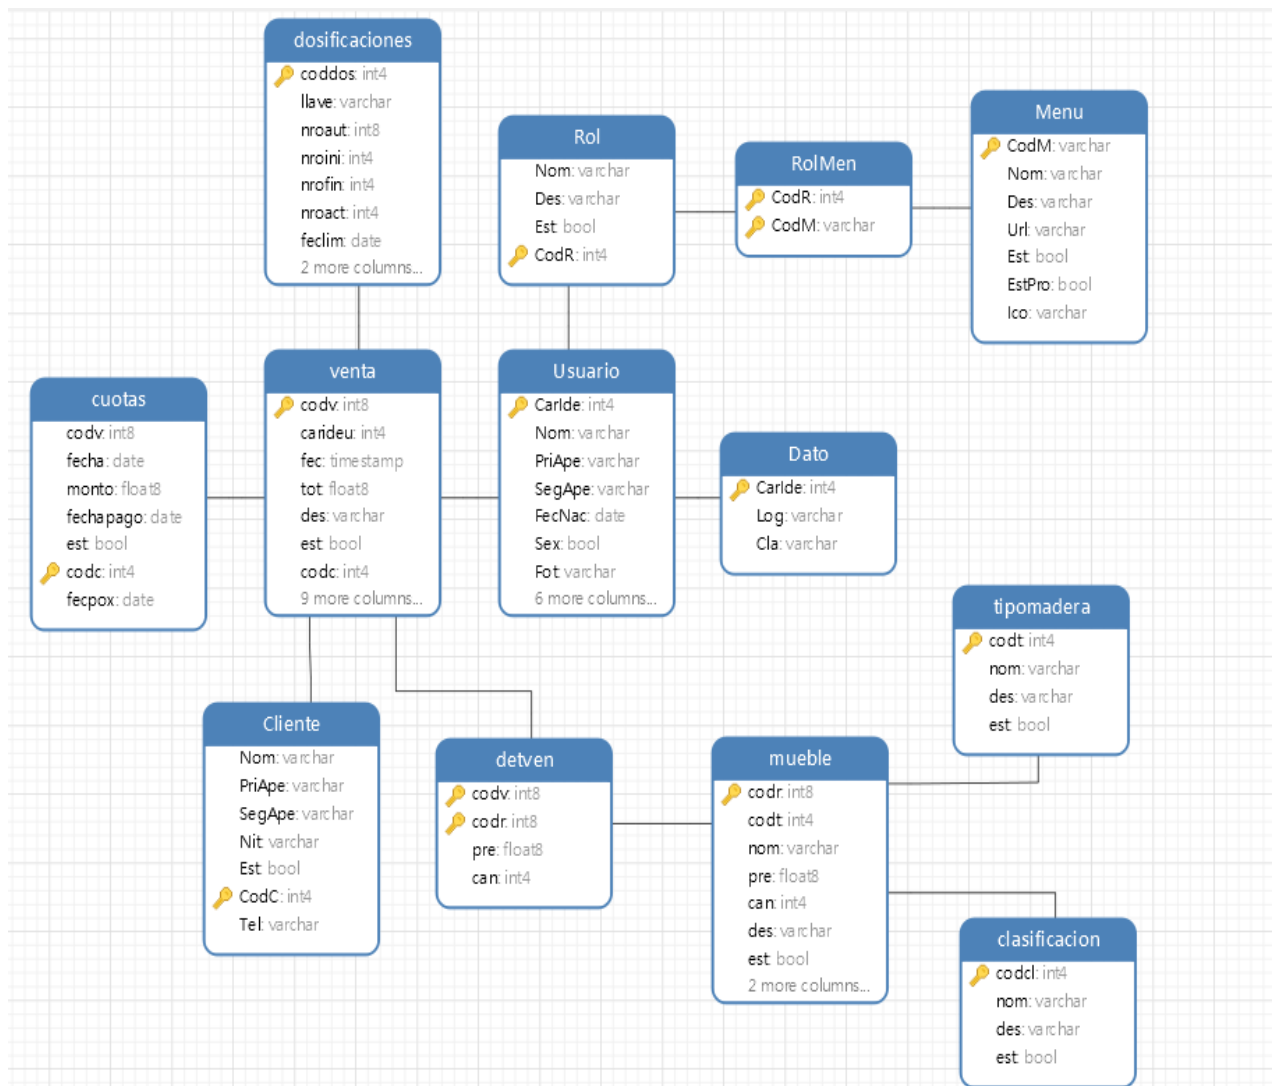 dosificaciones
coddos: int4
llave: varchar
nroaut: int8
nroini: int4
nrofin: int4
nroact: int4
feclim: date
2 more columns...
Rol
Nom: varchar
Des: varchar
Est: bool
CodR: int4
RolMen
CodR: int4
CodM: varchar
Menu
CodM: varchar
Nom: varchar
Des: varchar
Url: varchar
Est: bool
EstPro: bool
Ico: varchar
cuotas
codv: int8
fecha: date
monto: float8
fechapago: date
est: bool
codc: int4
fecpox: date
venta
codv: int8
carideu: int4
fec: timestamp
tot: float8
des: varchar
est: bool
codc: int4
9 more columns...
Usuario
CarIde: int4
Nom: varchar
PriApe: varchar
SegApe: varchar
FecNac: date
Sex: bool
Fot: varchar
6 more columns...
Dato
CarIde: int4
Log: varchar
Cla: varchar
tipomadera
codt: int4
nom: varchar
des: varchar
est: bool
Cliente
Nom: varchar
PriApe: varchar
SegApe: varchar
Nit: varchar
Est: bool
CodC: int4
Tel: varchar
detven
codv: int8
codr: int8
pre: float8
can: int4
mueble
codr: int8
codt: int4
nom: varchar
pre: float8
can: int4
des: varchar
est: bool
2 more columns...
clasificacion
codcl: int4
nom: varchar
des: varchar
est: bool